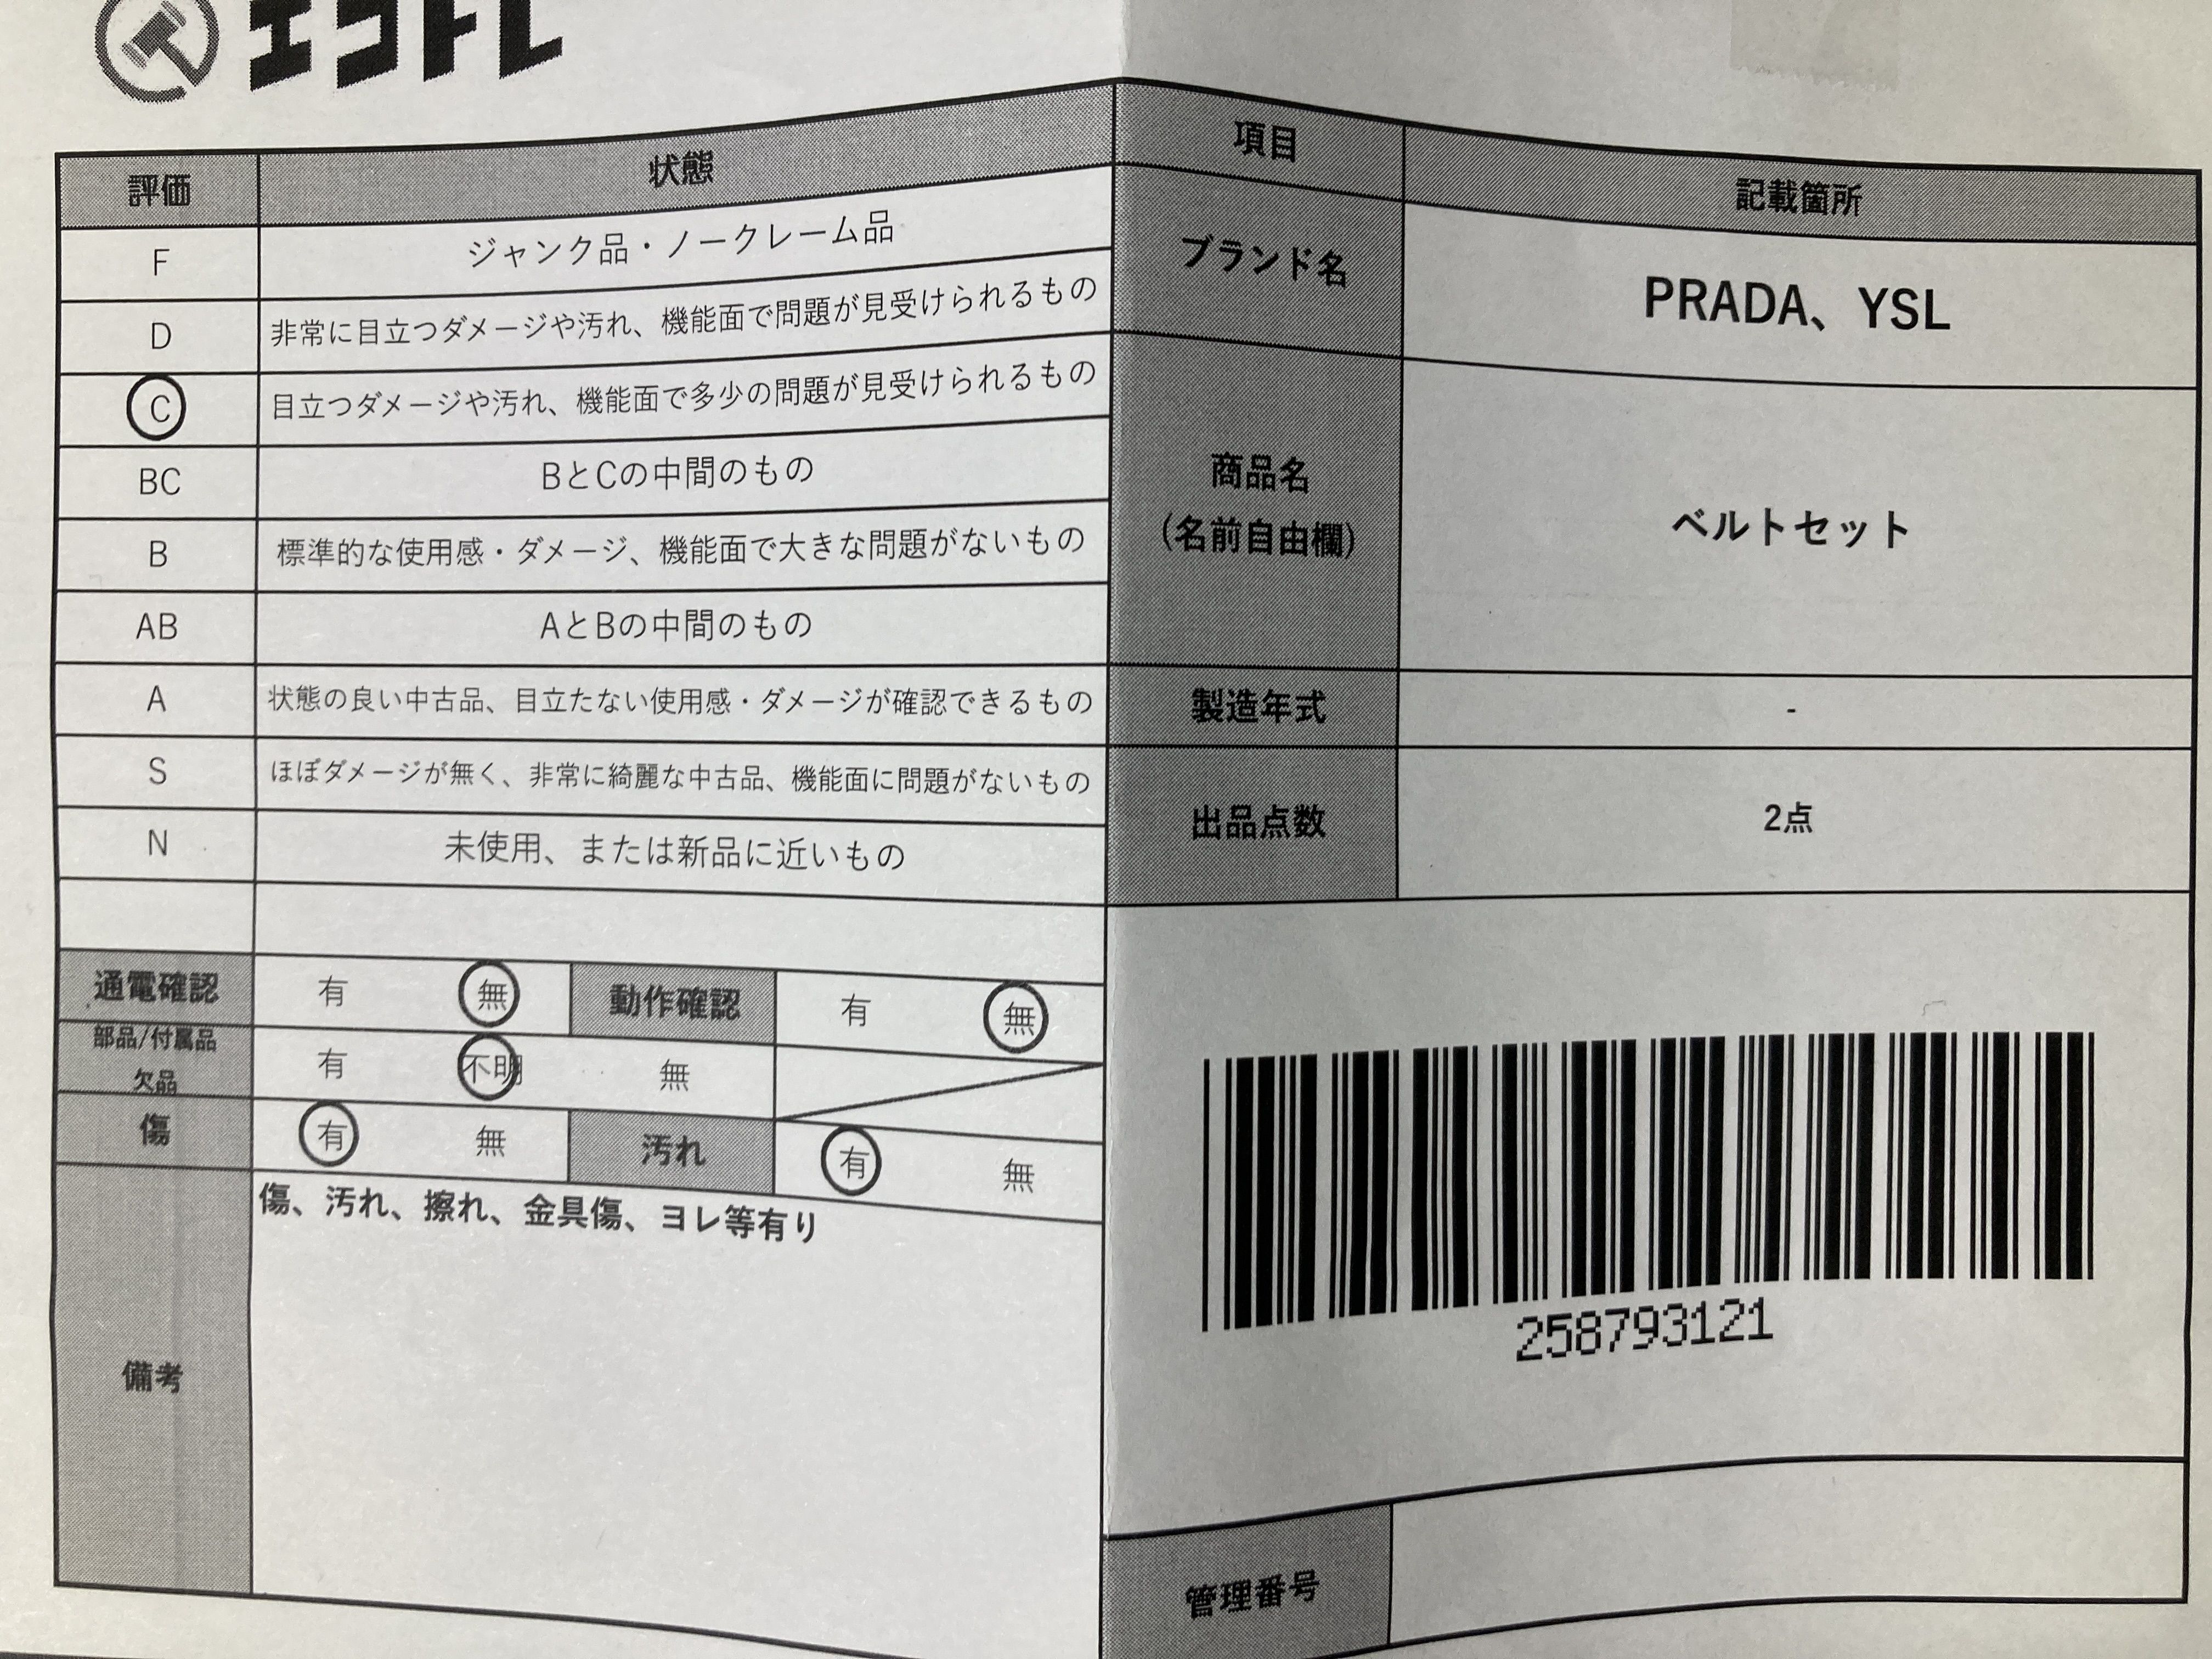 エコトレ
評価 状態
F ジャンク品・ノークレーム品
D 非常に目立つダメージや汚れ、機能面で問題が見受けられるもの
C 目立つダメージや汚れ、機能面で多少の問題が見受けられるもの
BC BとCの中間のもの
B 標準的な使用感・ダメージ、機能面で大きな問題がないもの
AB AとBの中間のもの
A 状態の良い中古品、目立たない使用感・ダメージが確認できるもの
S ほぼダメージが無く、非常に綺麗な中古品、機能面に問題がないもの
N 未使用、または新品に近いもの
通電確認 有 無 動作確認 有 無
部品/付属品
欠品 有 不明 無
傷 有 無 汚れ 有 無
備考 傷、汚れ、擦れ、金具傷、ヨレ等有り
項目 記載箇所
ブランド名 PRADA、YSL
商品名
(名前自由欄) ベルトセット
製造年式 -
出品点数 2点
258793121
管理番号